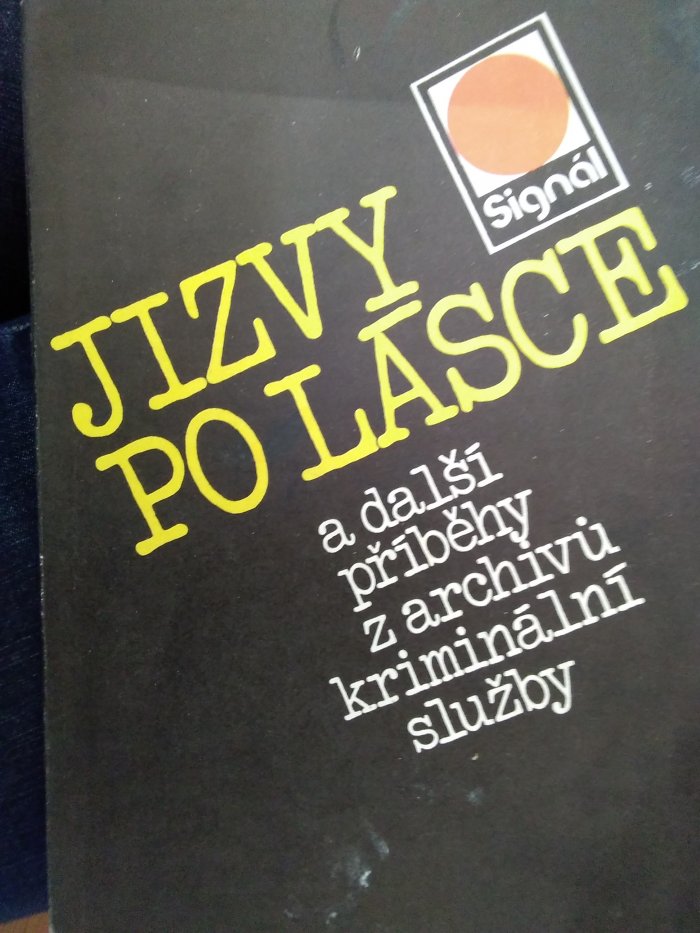 Signál
JIZVY
PO LÁSCE
a další
příběhy
z archivů
kriminální
služby